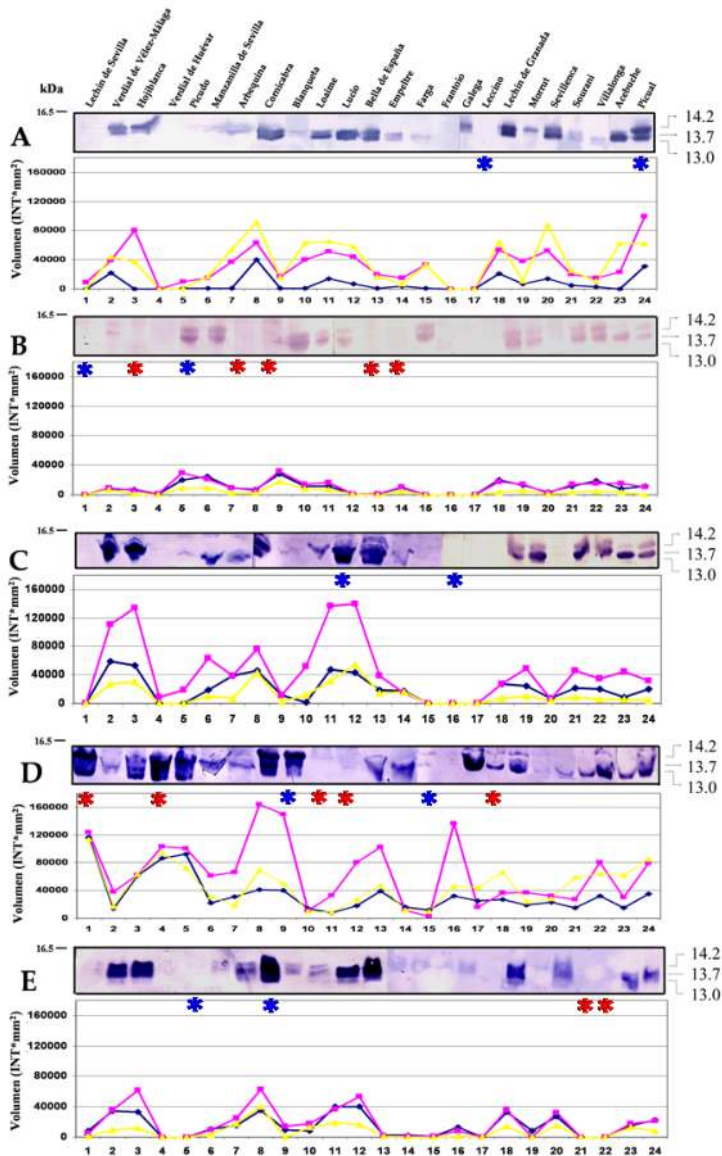 Lechín de Sevilla
Verdial de Vélez-Málaga
Hojiblanca
Verdial de Huévar
Picudo
Manzanilla de Sevilla
Arbequina
Cornicabra
Blanqueta
Loaime
Lucio
Bella de España
Empeltre
Farga
Frantoio
Galega
Leccino
Lechín de Granada
Morrut
Sevillenca
Sourani
Villalonga
Acebuche
Picual
kDa
16.5
A
14.2
13.7
13.0
Volumen (INT*mm²)
160000
120000
80000
40000
0
1 2 3 4 5 6 7 8 9 10 11 12 13 14 15 16 17 18 19 20 21 22 23 24
16.5
B
14.2
13.7
13.0
Volumen (INT*mm²)
160000
120000
80000
40000
0
1 2 3 4 5 6 7 8 9 10 11 12 13 14 15 16 17 18 19 20 21 22 23 24
16.5
C
14.2
13.7
13.0
Volumen (INT*mm²)
160000
120000
80000
40000
0
1 2 3 4 5 6 7 8 9 10 11 12 13 14 15 16 17 18 19 20 21 22 23 24
16.5
D
14.2
13.7
13.0
Volumen (INT*mm²)
160000
120000
80000
40000
0
1 2 3 4 5 6 7 8 9 10 11 12 13 14 15 16 17 18 19 20 21 22 23 24
16.5
E
14.2
13.7
13.0
Volumen (INT*mm²)
160000
120000
80000
40000
0
1 2 3 4 5 6 7 8 9 10 11 12 13 14 15 16 17 18 19 20 21 22 23 24